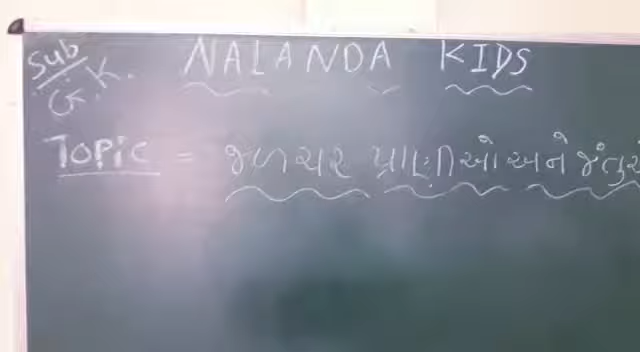 Sub
G.K.
NALANDA KIDS
Topic = જળચર પ્રાણીઓ અને